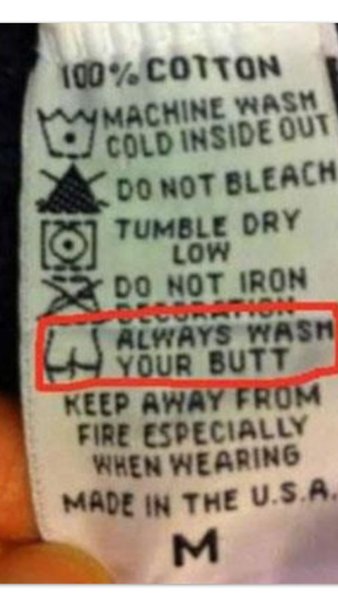 100% COTTON
MACHINE WASH
COLD INSIDE OUT
DO NOT BLEACH
TUMBLE DRY
LOW
DO NOT IRON
DECORATION
ALWAYS WASH
YOUR BUTT
KEEP AWAY FROM
FIRE ESPECIALLY
WHEN WEARING
MADE IN THE U.S.A.
M